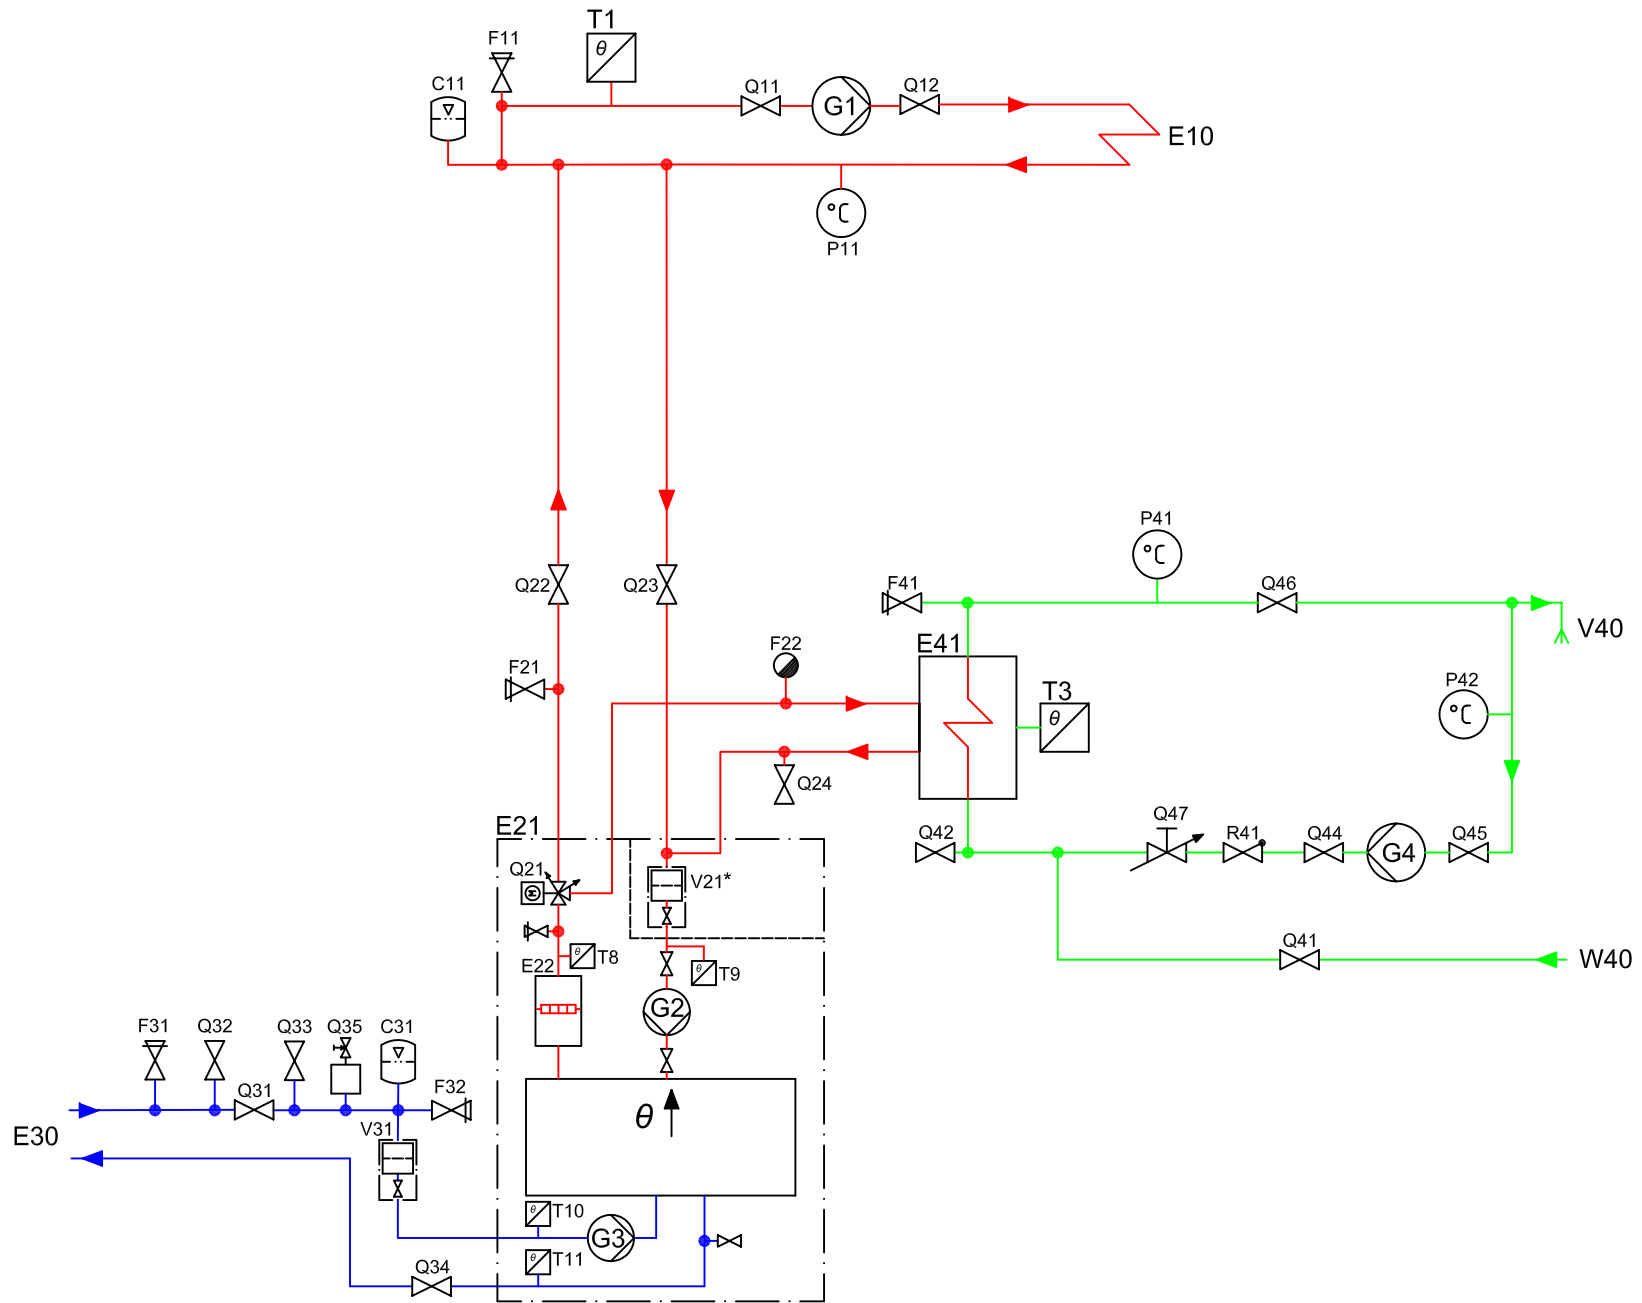 T1
F11
θ
C11
Q11
G1
Q12
E10
°C
P11
P41
°C
Q22
Q23
F41
Q46
V40
E41
F22
F21
T3
θ
P42
°C
Q24
Q47
E21
Q42
R41
Q44
G4
Q45
Q21
M
V21*
T8
θ
E22
T9
θ
Q41
W40
G2
F31
Q32
Q33
Q35
C31
F32
Q31
θ
E30
V31
θ
T10
G3
θ
T11
Q34